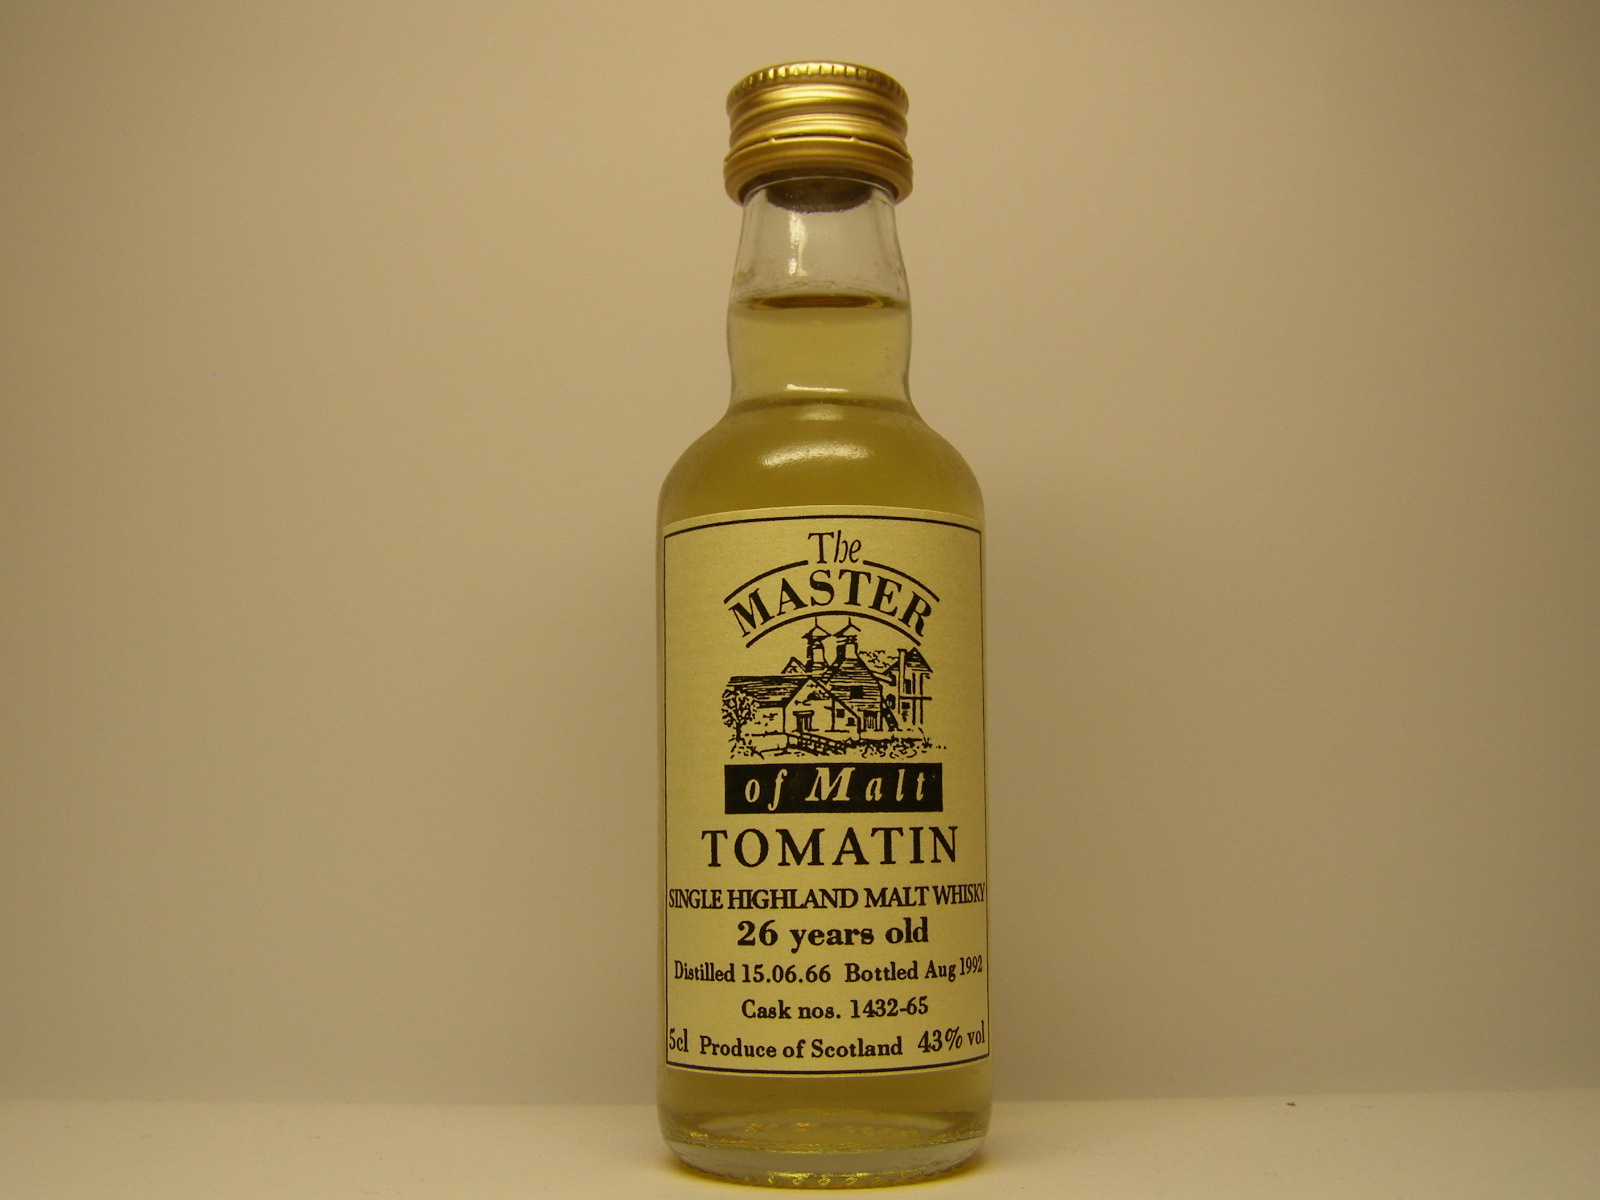 The
MASTER
of Malt
TOMATIN
SINGLE HIGHLAND MALT WHISKY
26 years old
Distilled 15.06.66 Bottled Aug 1992
Cask nos. 1432-65
5cl Produce of Scotland 43% vol